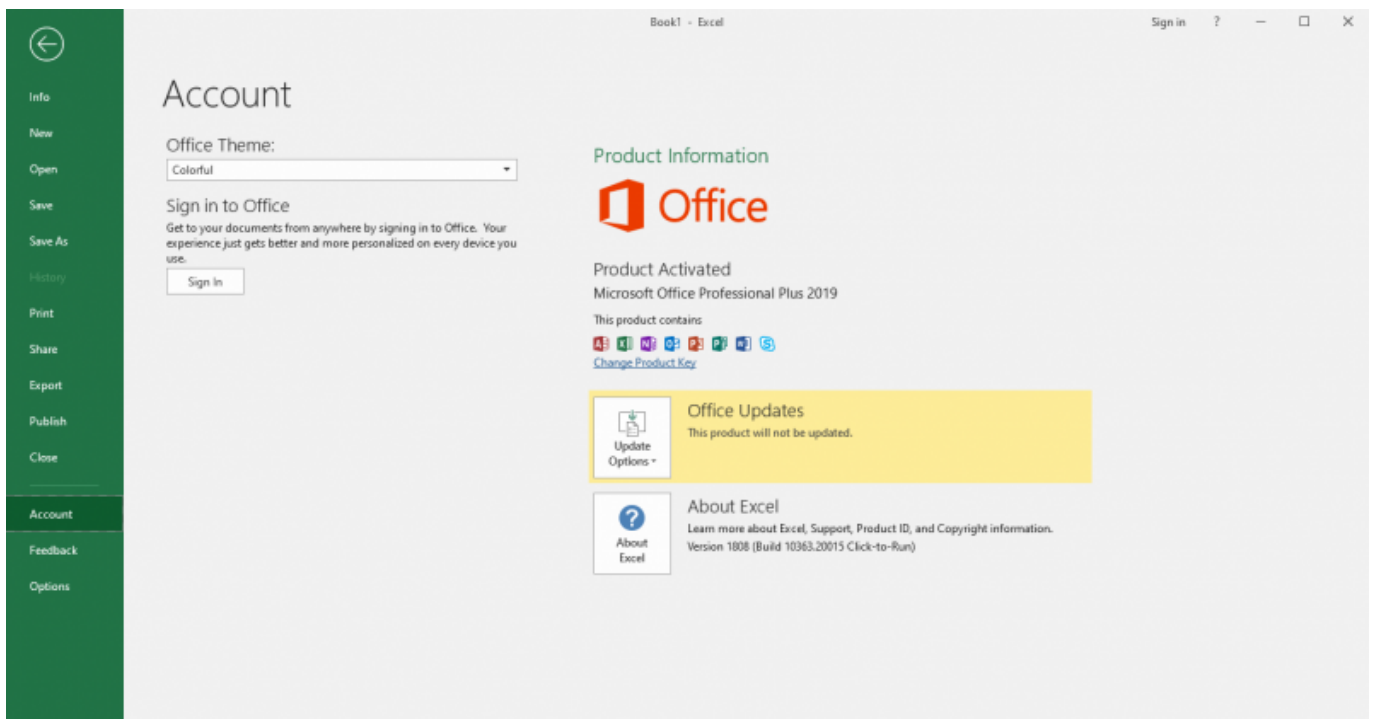 Book1 - Excel
Sign in ?
Info
New
Open
Save
Save As
History
Print
Share
Export
Publish
Close
Account
Feedback
Options
Account
Office Theme:
Colorful
Sign in to Office
Get to your documents from anywhere by signing in to Office. Your
experience just gets better and more personalized on every device you
use.
Sign In
Product Information
Office
Product Activated
Microsoft Office Professional Plus 2019
This product contains
Change Product Key
Update
Options
Office Updates
This product will not be updated.
?
About
Excel
About Excel
Learn more about Excel, Support, Product ID, and Copyright information.
Version 1808 (Build 10363.20015 Click-to-Run)